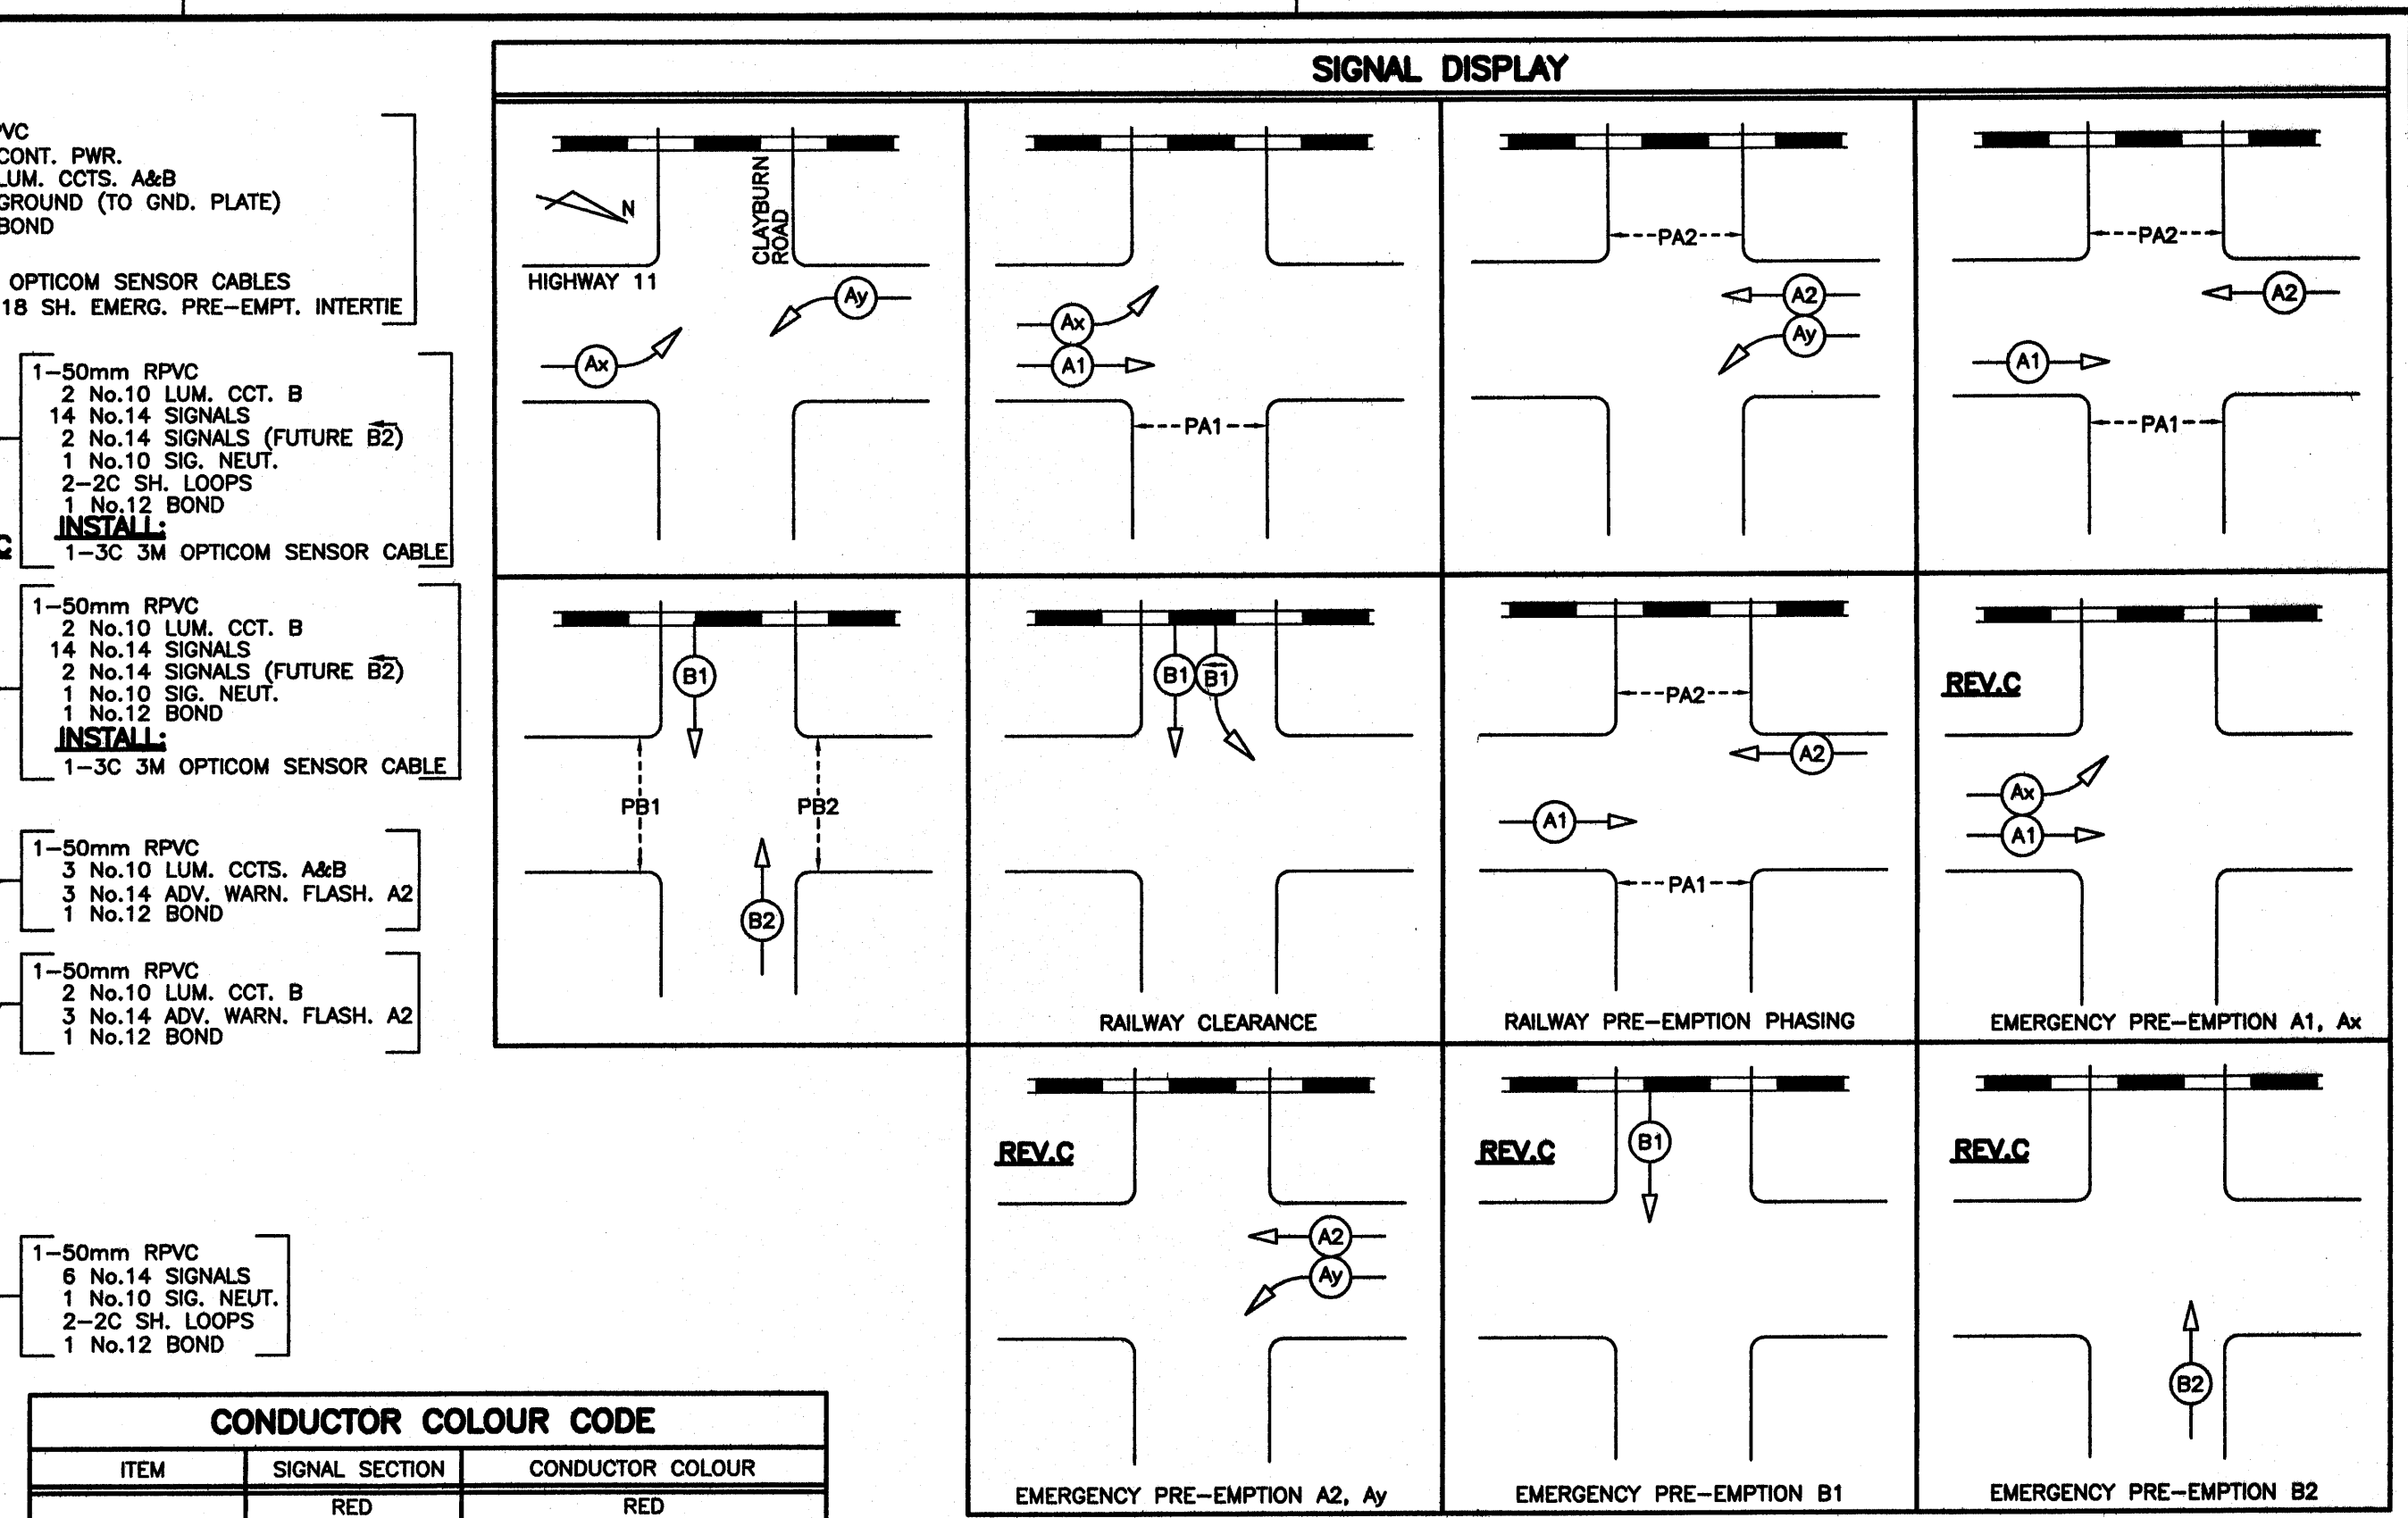 PVC
CONT. PWR.
LUM. CCTS. A&B
GROUND (TO GND. PLATE)
BOND
OPTICOM SENSOR CABLES
18 SH. EMERG. PRE-EMPT. INTERTIE
1-50mm RPVC
2 No.10 LUM. CCT. B
14 No.14 SIGNALS
2 No.14 SIGNALS (FUTURE B2)
1 No.10 SIG. NEUT.
2-2C SH. LOOPS
1 No.12 BOND
INSTALL:
1-3C 3M OPTICOM SENSOR CABLE
1-50mm RPVC
2 No.10 LUM. CCT. B
14 No.14 SIGNALS
2 No.14 SIGNALS (FUTURE B2)
1 No.10 SIG. NEUT.
1 No.12 BOND
INSTALL:
1-3C 3M OPTICOM SENSOR CABLE
1-50mm RPVC
3 No.10 LUM. CCTS. A&B
3 No.14 ADV. WARN. FLASH. A2
1 No.12 BOND
1-50mm RPVC
2 No.10 LUM. CCT. B
3 No.14 ADV. WARN. FLASH. A2
1 No.12 BOND
1-50mm RPVC
6 No.14 SIGNALS
1 No.10 SIG. NEUT.
2-2C SH. LOOPS
1 No.12 BOND
CONDUCTOR COLOUR CODE
ITEM SIGNAL SECTION CONDUCTOR COLOUR
RED RED
SIGNAL DISPLAY
N
CLAYBURN
ROAD
HIGHWAY 11
Ay
Ax
Ax
A1
PA1
PA2
A2
Ay
PA2
A2
A1
PA1
B1
PB1 PB2
B2
B1 B1
RAILWAY CLEARANCE
PA2
A2
A1
PA1
RAILWAY PRE-EMPTION PHASING
REV.C
Ax
A1
EMERGENCY PRE-EMPTION A1, Ax
REV.C
A2
Ay
EMERGENCY PRE-EMPTION A2, Ay
REV.C
B1
EMERGENCY PRE-EMPTION B1
REV.C
B2
EMERGENCY PRE-EMPTION B2